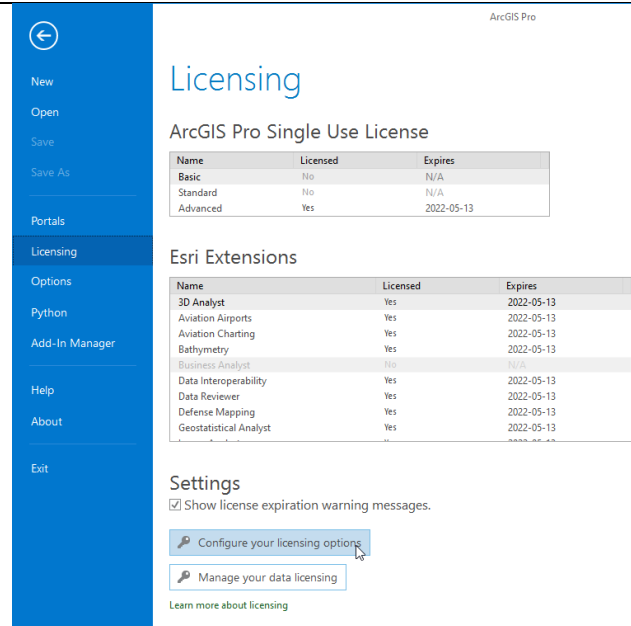 ArcGIS Pro
New
Open
Save
Save As
Portals
Licensing
Options
Python
Add-In Manager
Help
About
Exit
Licensing
ArcGIS Pro Single Use License
Name Licensed Expires
Basic No N/A
Standard No N/A
Advanced Yes 2022-05-13
Esri Extensions
Name Licensed Expires
3D Analyst Yes 2022-05-13
Aviation Airports Yes 2022-05-13
Aviation Charting Yes 2022-05-13
Bathymetry Yes 2022-05-13
Business Analyst No N/A
Data Interoperability Yes 2022-05-13
Data Reviewer Yes 2022-05-13
Defense Mapping Yes 2022-05-13
Geostatistical Analyst Yes 2022-05-13
Settings
Show license expiration warning messages.
Configure your licensing options
Manage your data licensing
Learn more about licensing